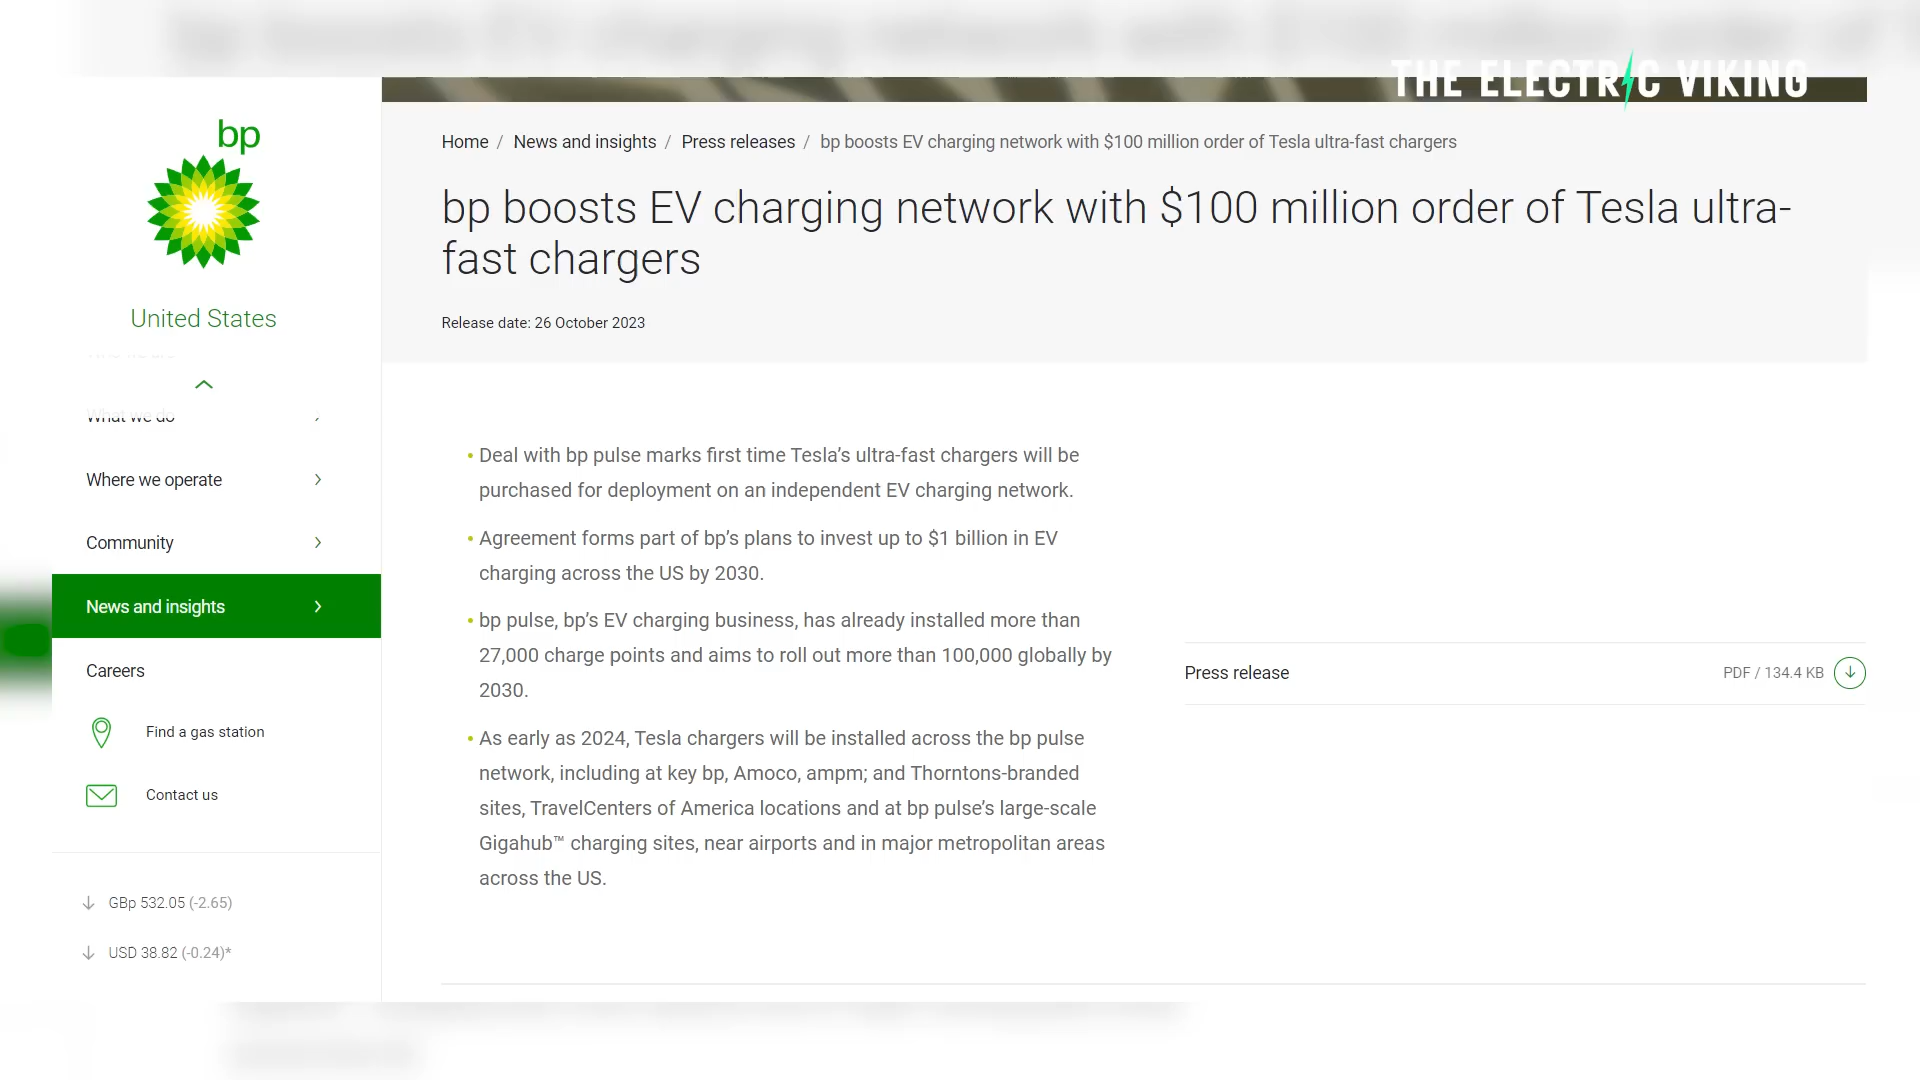 THE ELECTRIC VIKING
bp
United States
What we do
Where we operate
Community
News and insights
Careers
Find a gas station
Contact us
GBp 532.05 (-2.65)
USD 38.82 (-0.24)*
Home / News and insights / Press releases / bp boosts EV charging network with $100 million order of Tesla ultra-fast chargers
bp boosts EV charging network with $100 million order of Tesla ultra-
fast chargers
Release date: 26 October 2023
• Deal with bp pulse marks first time Tesla’s ultra-fast chargers will be
purchased for deployment on an independent EV charging network.
• Agreement forms part of bp’s plans to invest up to $1 billion in EV
charging across the US by 2030.
• bp pulse, bp’s EV charging business, has already installed more than
27,000 charge points and aims to roll out more than 100,000 globally by
2030.
• As early as 2024, Tesla chargers will be installed across the bp pulse
network, including at key bp, Amoco, ampm; and Thorntons-branded
sites, TravelCenters of America locations and at bp pulse’s large-scale
Gigahub™ charging sites, near airports and in major metropolitan areas
across the US.
Press release
PDF / 134.4 KB